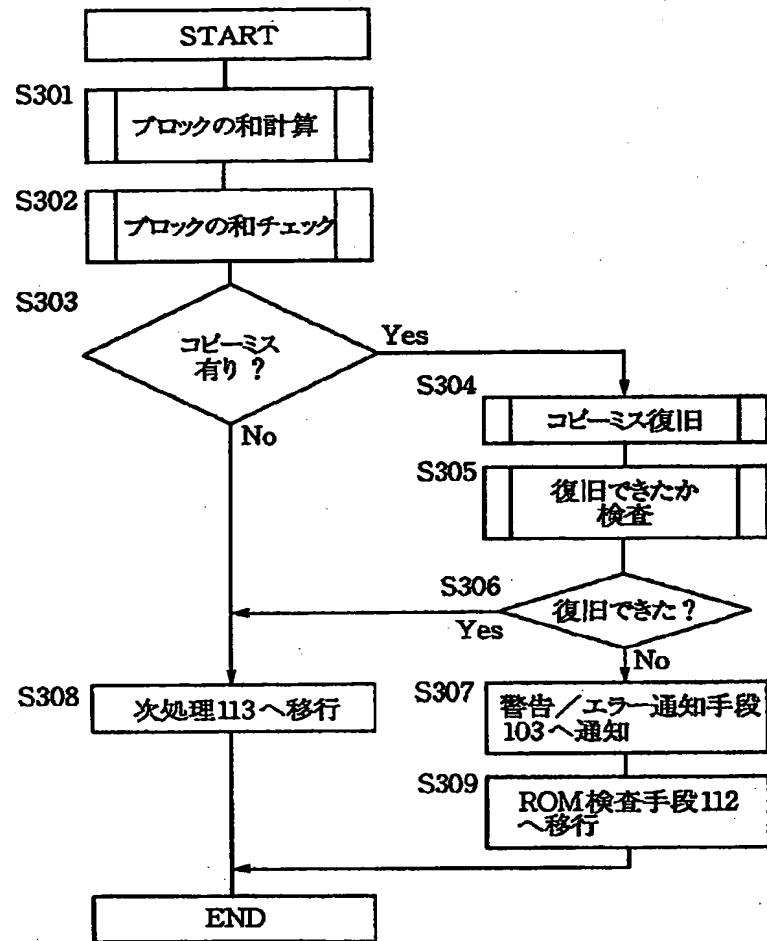 START
S301
ブロックの和計算
S302
ブロックの和チェック
S303
コピーミス
有り?
Yes
No
S304
コピーミス復旧
S305
復旧できたか
検査
S306
復旧できた?
Yes
No
S307
警告/エラー通知手段
103へ通知
S308
次処理113へ移行
S309
ROM検査手段112
へ移行
END